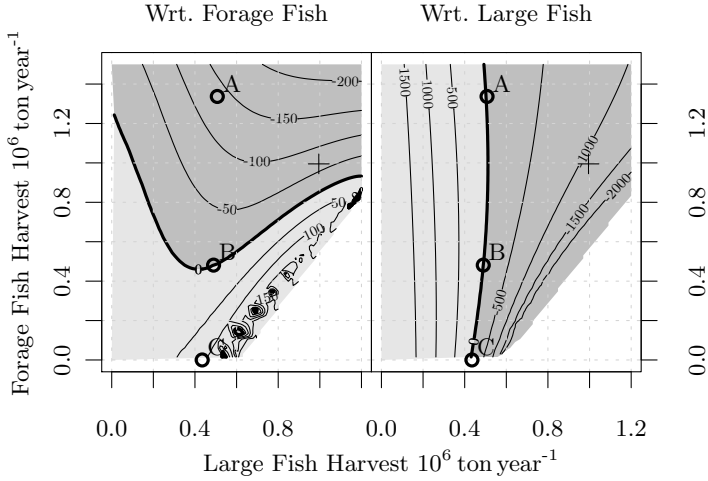 Wrt. Forage Fish Wrt. Large Fish
Forage Fish Harvest 10^6 ton year^-1
0.0 0.4 0.8 1.2
A
B
C
-200
-150
-100
-50
0
50
100
150
0.0 0.4 0.8 1.2
A
B
C
1500
1000
500
0
-500
-1000
-1500
-2000
0.0 0.4 0.8
0.0 0.4 0.8 1.2
Large Fish Harvest 10^6 ton year^-1